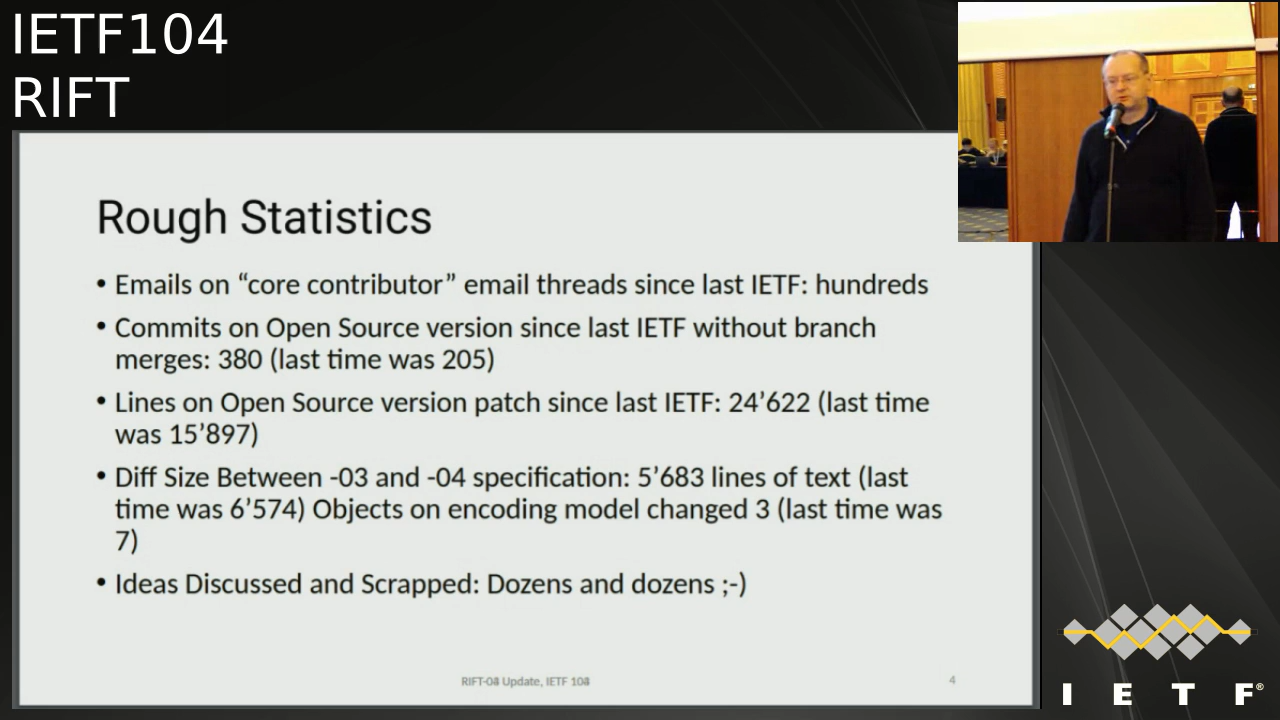 IETF104
RIFT
Rough Statistics
• Emails on “core contributor” email threads since last IETF: hundreds
• Commits on Open Source version since last IETF without branch
merges: 380 (last time was 205)
• Lines on Open Source version patch since last IETF: 24’622 (last time
was 15’897)
• Diff Size Between -03 and -04 specification: 5’683 lines of text (last
time was 6’574) Objects on encoding model changed 3 (last time was
7)
• Ideas Discussed and Scrapped: Dozens and dozens ;-)
Update, IETF
4
I E T F®